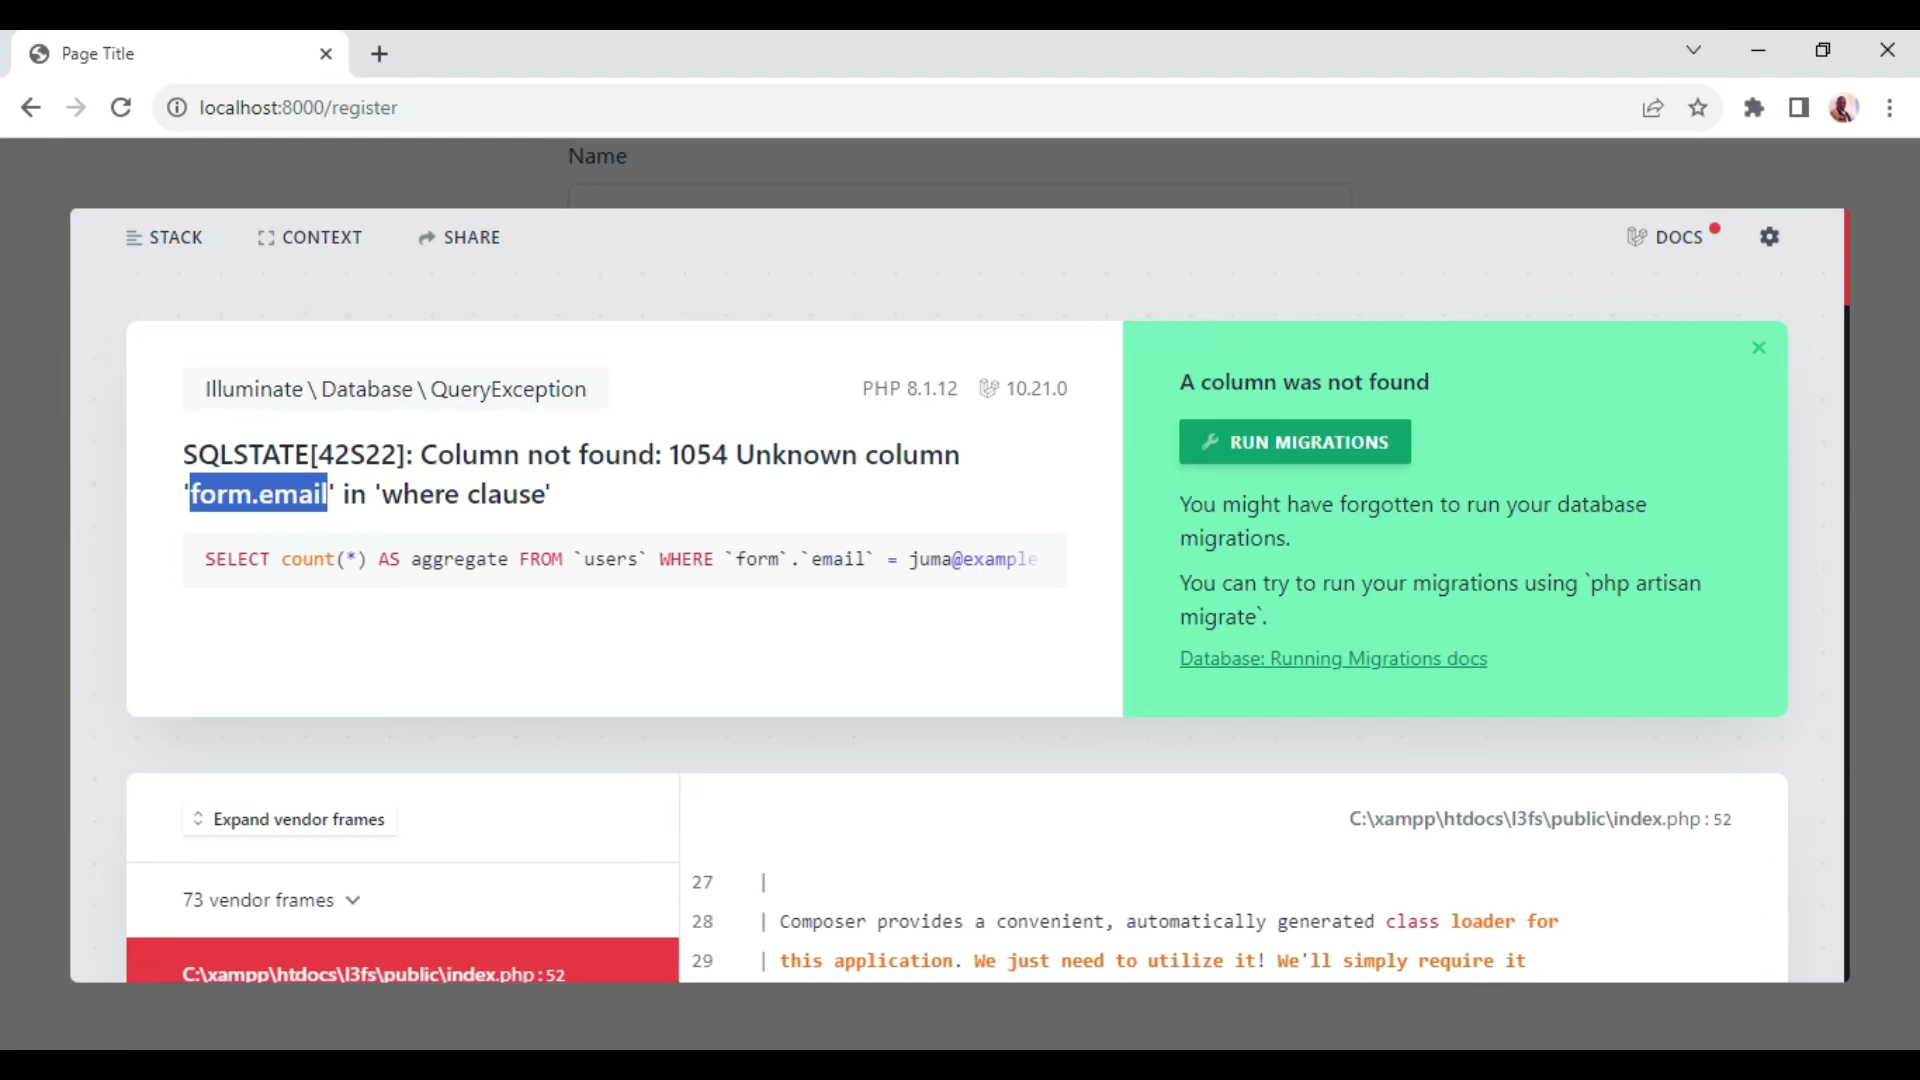 Page Title
localhost:8000/register
Name
STACK
CONTEXT
SHARE
DOCS
Illuminate\Database\QueryException
PHP 8.1.12
10.21.0
SQLSTATE[42S22]: Column not found: 1054 Unknown column
'form.email' in 'where clause'
SELECT count(*) AS aggregate FROM `users` WHERE `form`.`email` = juma@example
A column was not found
RUN MIGRATIONS
You might have forgotten to run your database
migrations.
You can try to run your migrations using `php artisan
migrate`.
Database: Running Migrations docs
Expand vendor frames
73 vendor frames
C:\xampp\htdocs\l3fs\public\index.php:52
C:\xampp\htdocs\l3fs\public\index.php:52
27 |
28 | Composer provides a convenient, automatically generated class loader for
29 | this application. We just need to utilize it! We'll simply require it